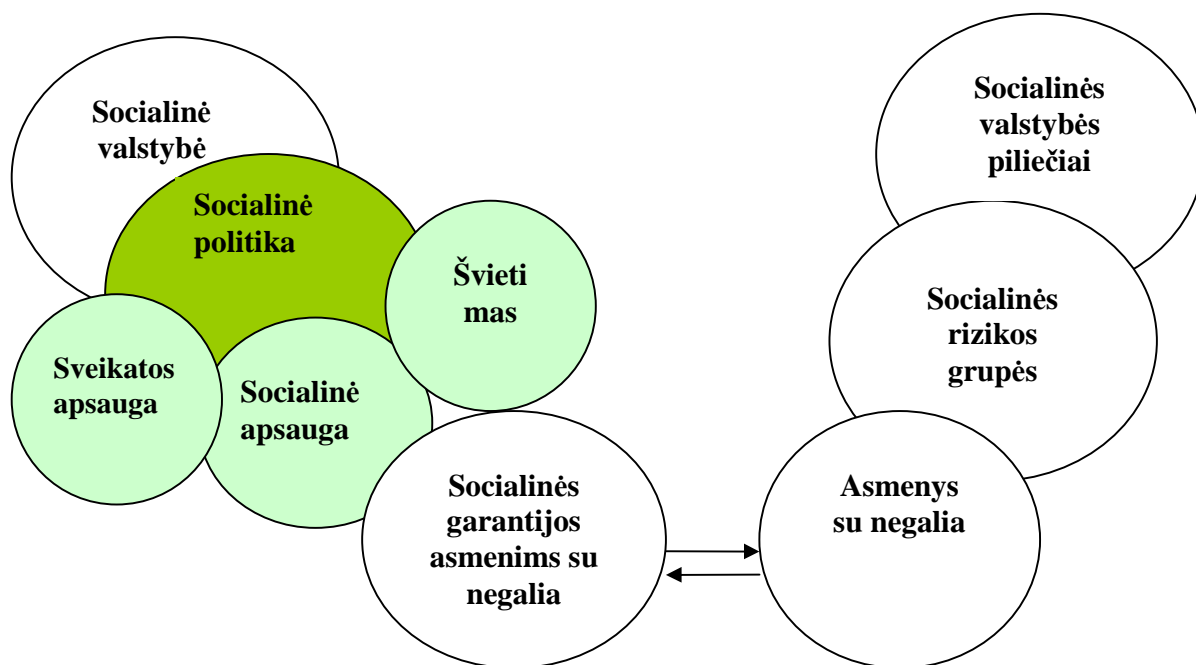 Socialinė
valstybė
Socialinė
politika
Švieti
mas
Sveikatos
apsauga
Socialinė
apsauga
Socialinės
garantijos
asmenims su
negalia
Socialinės
valstybės
piliečiai
Socialinės
rizikos
grupės
Asmenys
su negalia